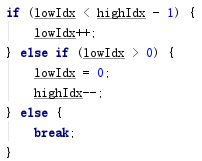 if (lowIdx < highIdx - 1) {
    lowIdx++;
} else if (lowIdx > 0) {
    lowIdx = 0;
    highIdx--;
} else {
    break;
}